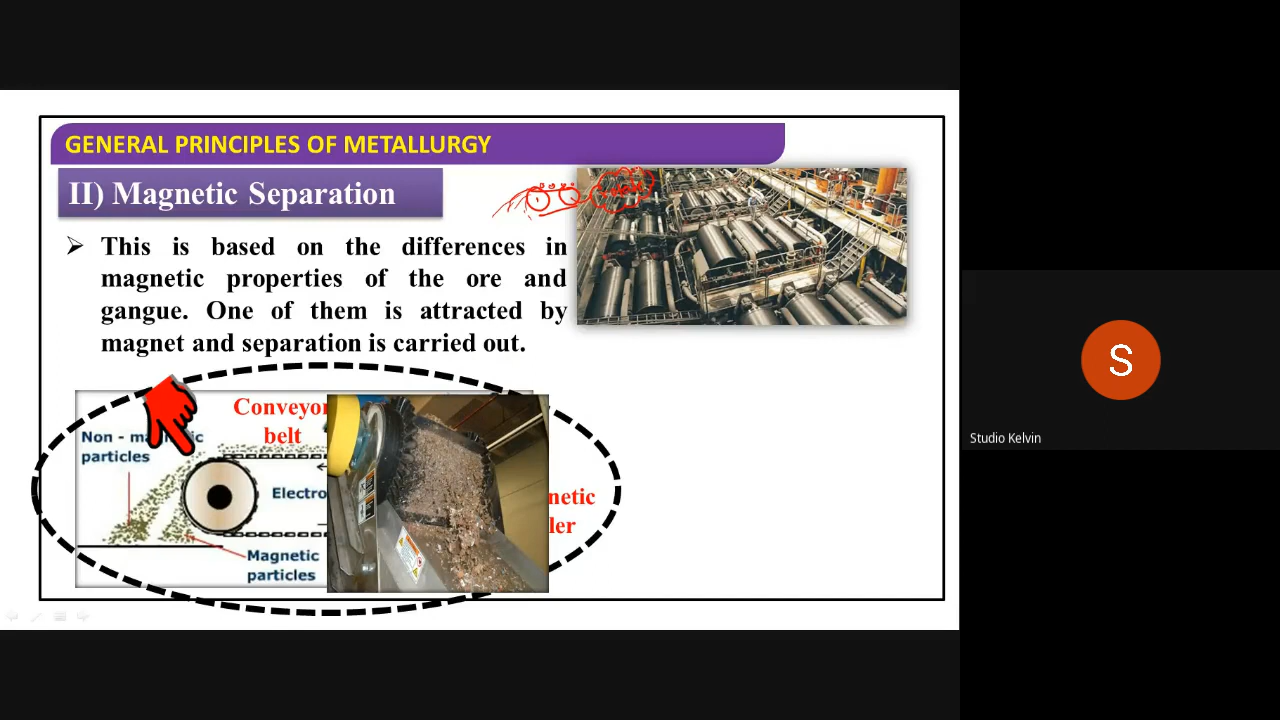 GENERAL PRINCIPLES OF METALLURGY
II) Magnetic Separation
➢ This is based on the differences in
magnetic properties of the ore and
gangue. One of them is attracted by
magnet and separation is carried out.
Conveyor
belt
Non - ma
ic
particles
Electro
netic
ler
Magnetic
particles
S
Studio Kelvin